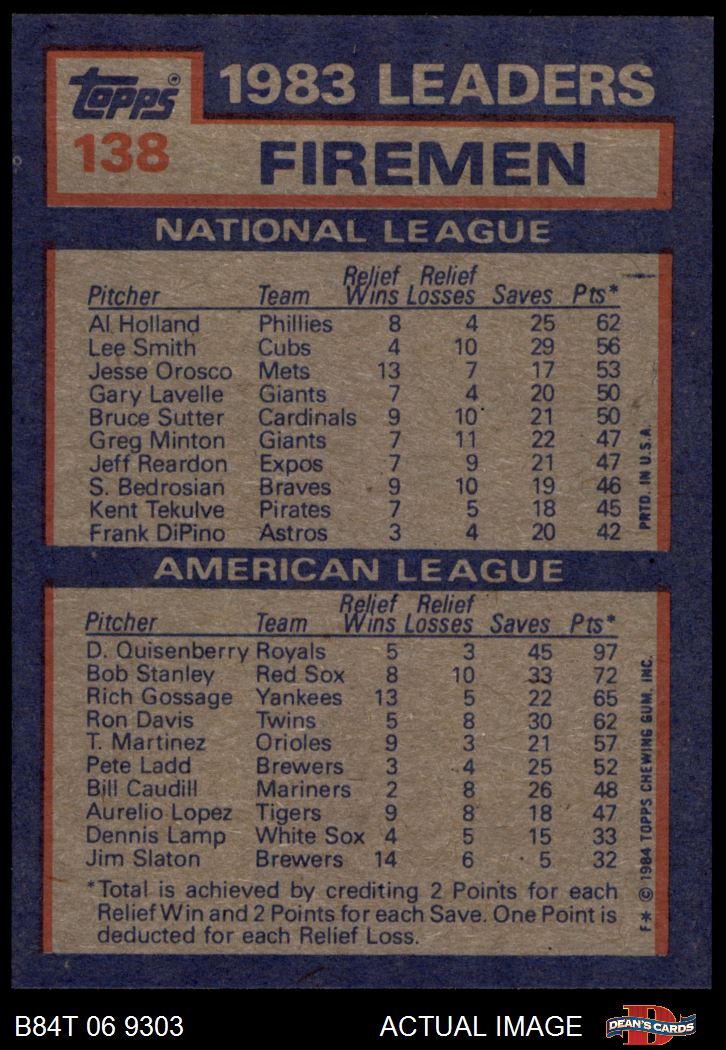 topps®
138
1983 LEADERS
FIREMEN
NATIONAL LEAGUE
Pitcher Team Relief Wins Relief Losses Saves Pts*
Al Holland Phillies 8 4 25 62
Lee Smith Cubs 4 10 29 56
Jesse Orosco Mets 13 7 17 53
Gary Lavelle Giants 7 4 20 50
Bruce Sutter Cardinals 9 10 21 50
Greg Minton Giants 7 11 22 47
Jeff Reardon Expos 7 9 21 47
S. Bedrosian Braves 9 10 19 46
Kent Tekulve Pirates 7 5 18 45
Frank DiPino Astros 3 4 20 42
PRTD. IN U.S.A.
AMERICAN LEAGUE
Pitcher Team Relief Wins Relief Losses Saves Pts*
D. Quisenberry Royals 5 3 45 97
Bob Stanley Red Sox 8 10 33 72
Rich Gossage Yankees 13 5 22 65
Ron Davis Twins 5 8 30 62
T. Martinez Orioles 9 3 21 57
Pete Ladd Brewers 3 4 25 52
Bill Caudill Mariners 2 8 26 48
Aurelio Lopez Tigers 9 8 18 47
Dennis Lamp White Sox 4 5 15 33
Jim Slaton Brewers 14 6 5 32
*Total is achieved by crediting 2 Points for each
Relief Win and 2 Points for each Save. One Point is
deducted for each Relief Loss.
F* © 1984 TOPPS CHEWING GUM, INC.
B84T 06 9303
ACTUAL IMAGE
D
DEAN'S CARDS